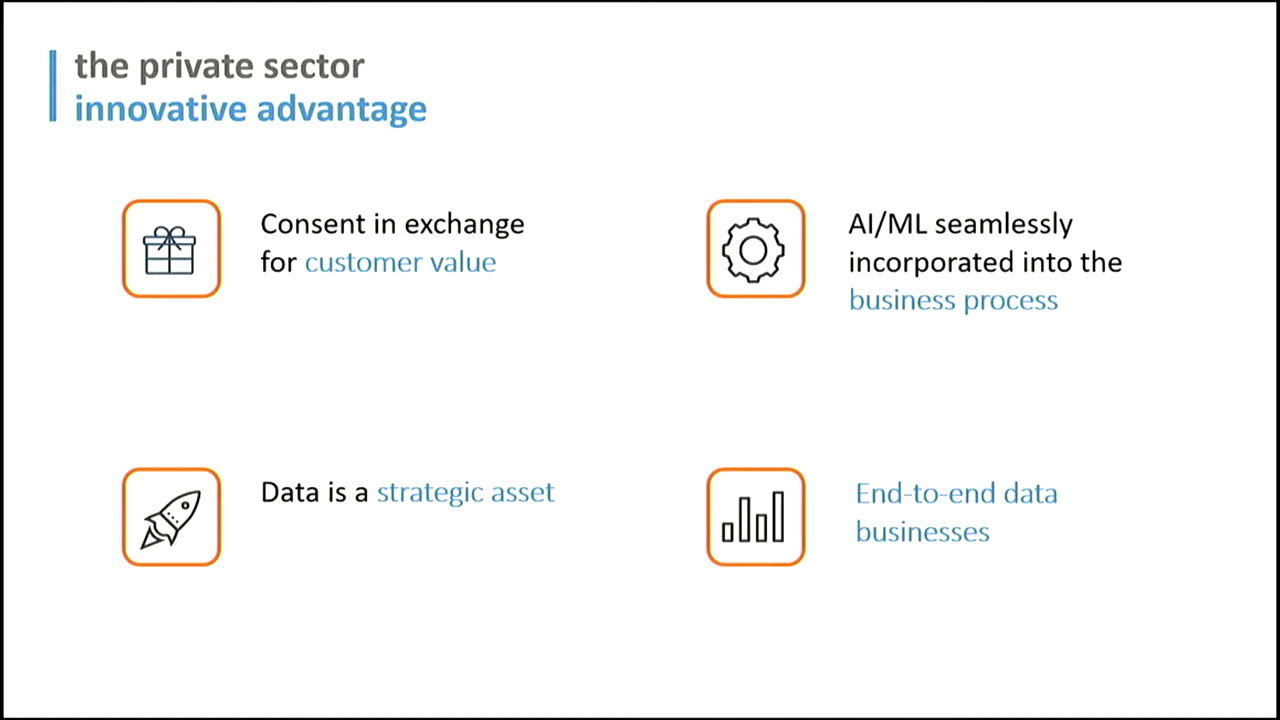 the private sector
innovative advantage
Consent in exchange
for customer value
AI/ML seamlessly
incorporated into the
business process
Data is a strategic asset
End-to-end data
businesses